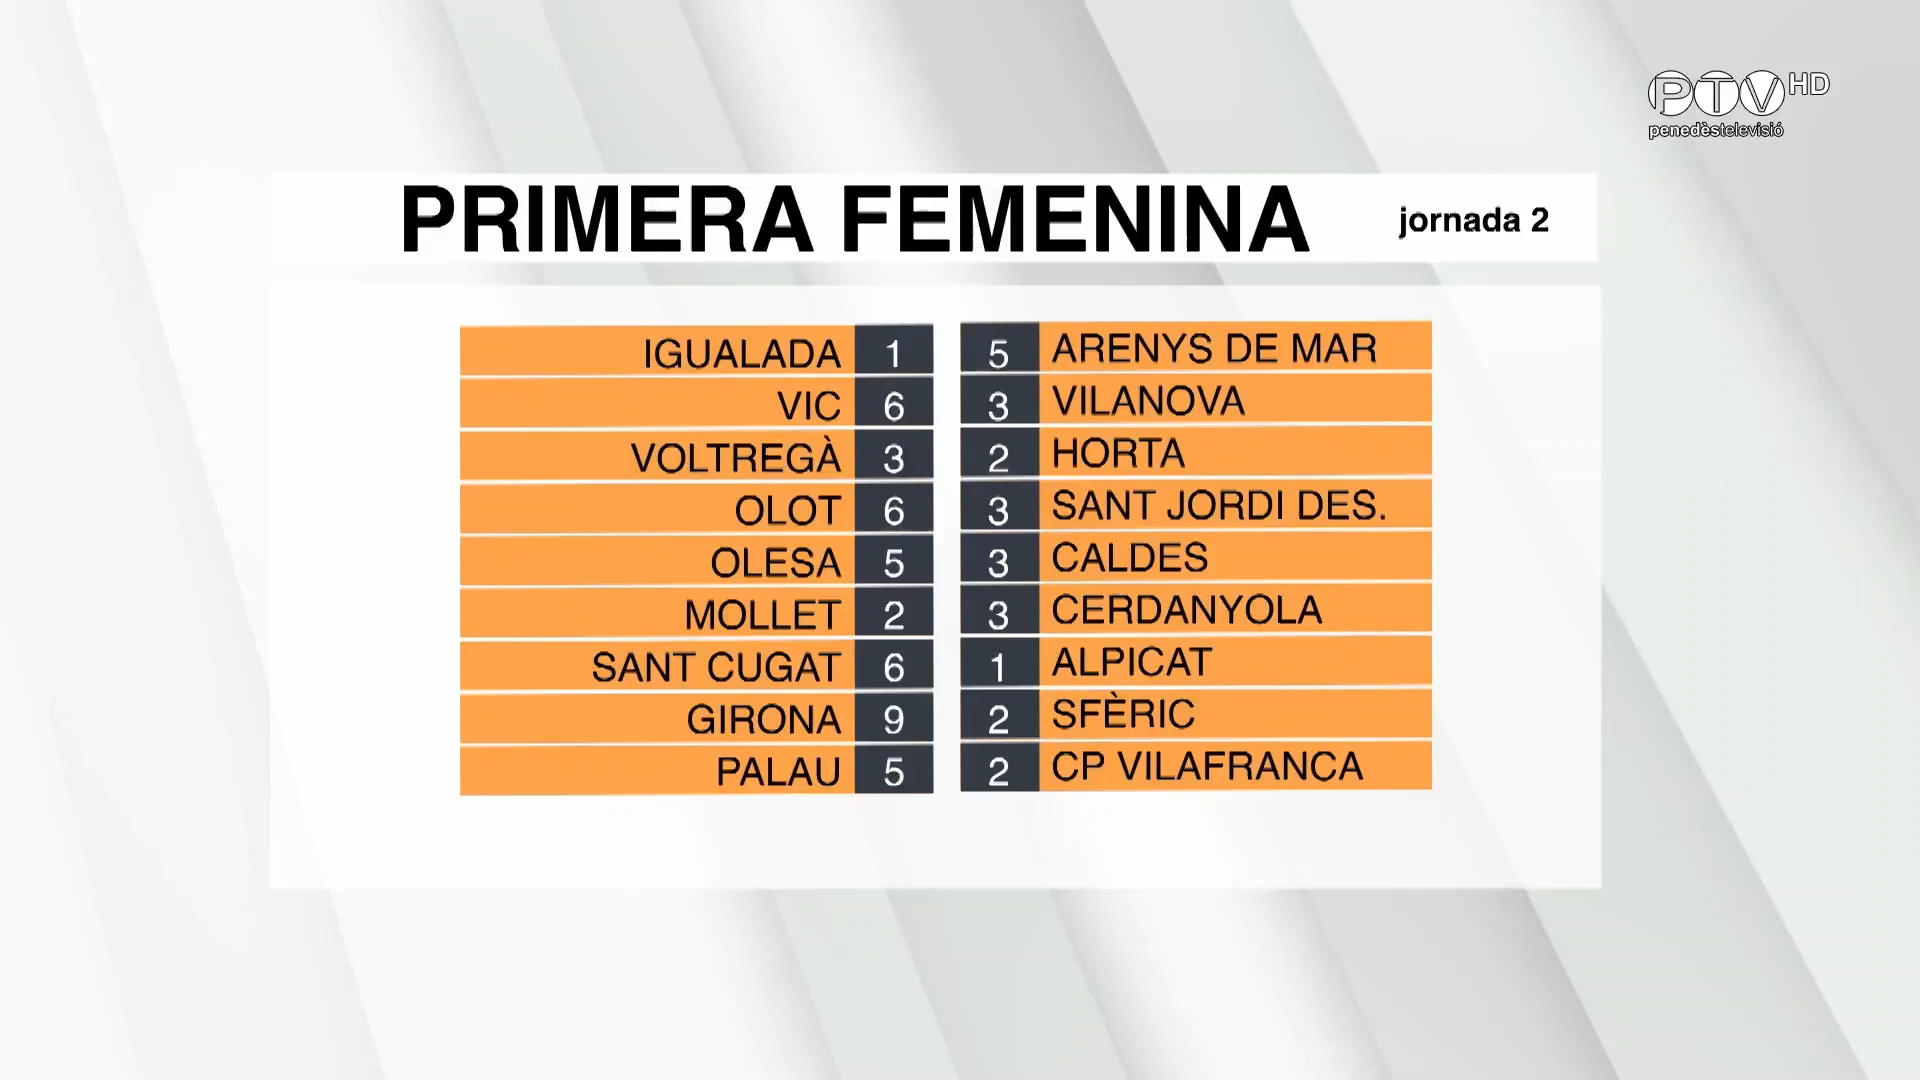 PTV HD
penedèstelevisió
PRIMERA FEMENINA jornada 2
IGUALADA 1 5 ARENYS DE MAR
VIC 6 3 VILANOVA
VOLTREGÀ 3 2 HORTA
OLOT 6 3 SANT JORDI DES.
OLESA 5 3 CALDES
MOLLET 2 3 CERDANYOLA
SANT CUGAT 6 1 ALPICAT
GIRONA 9 2 SFÈRIC
PALAU 5 2 CP VILAFRANCA